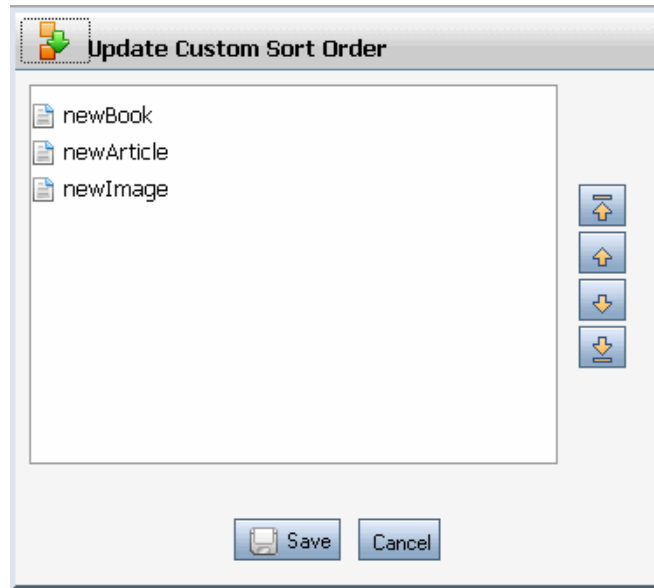 Update Custom Sort Order
newBook
newArticle
newImage
Save
Cancel